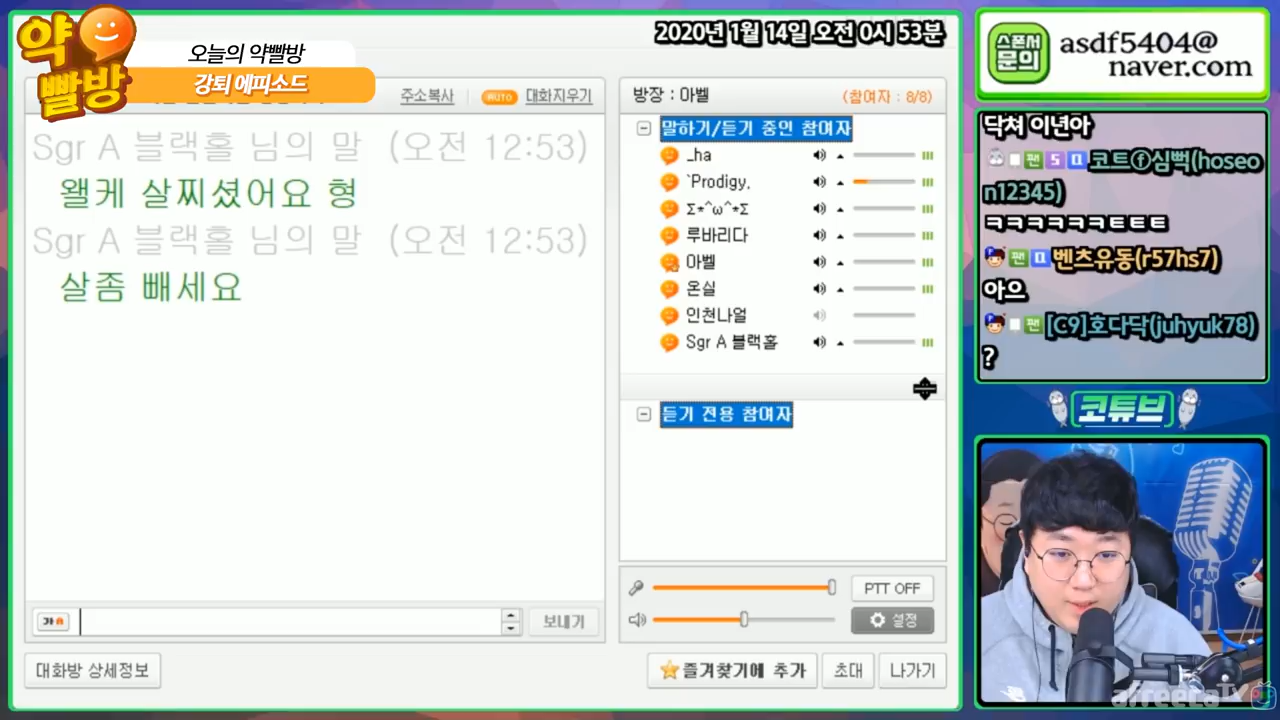 약빨방
오늘의 약빨방
강퇴 에피소드
2020년 1월 14일 오전 0시 53분
주소복사
AUTO
대화지우기
Sgr A 블랙홀 님의 말 (오전 12:53)
왤케 살찌셨어요 형
Sgr A 블랙홀 님의 말 (오전 12:53)
살좀 빼세요
가
보내기
대화방 상세정보
방장 : 아벨
(참여자 : 8/8)
말하기/듣기 중인 참여자
_ha
`Prodigy,
Σ*^ω^*Σ
루바리다
아벨
온실
인천나얼
Sgr A 블랙홀
듣기 전용 참여자
PTT OFF
설정
즐겨찾기에 추가
초대
나가기
스폰서
문의
asdf5404@
naver.com
닥쳐 이년아
팬 5 코트ⓕ심뻑(hoseo
n12345)
ㅋㅋㅋㅋㅋㅋㅌㅌㅌ
팬 벤츠유동(r57hs7)
아으
팬 [C9]호다닥(juhyuk78)
?
코튜브
afreecaTV